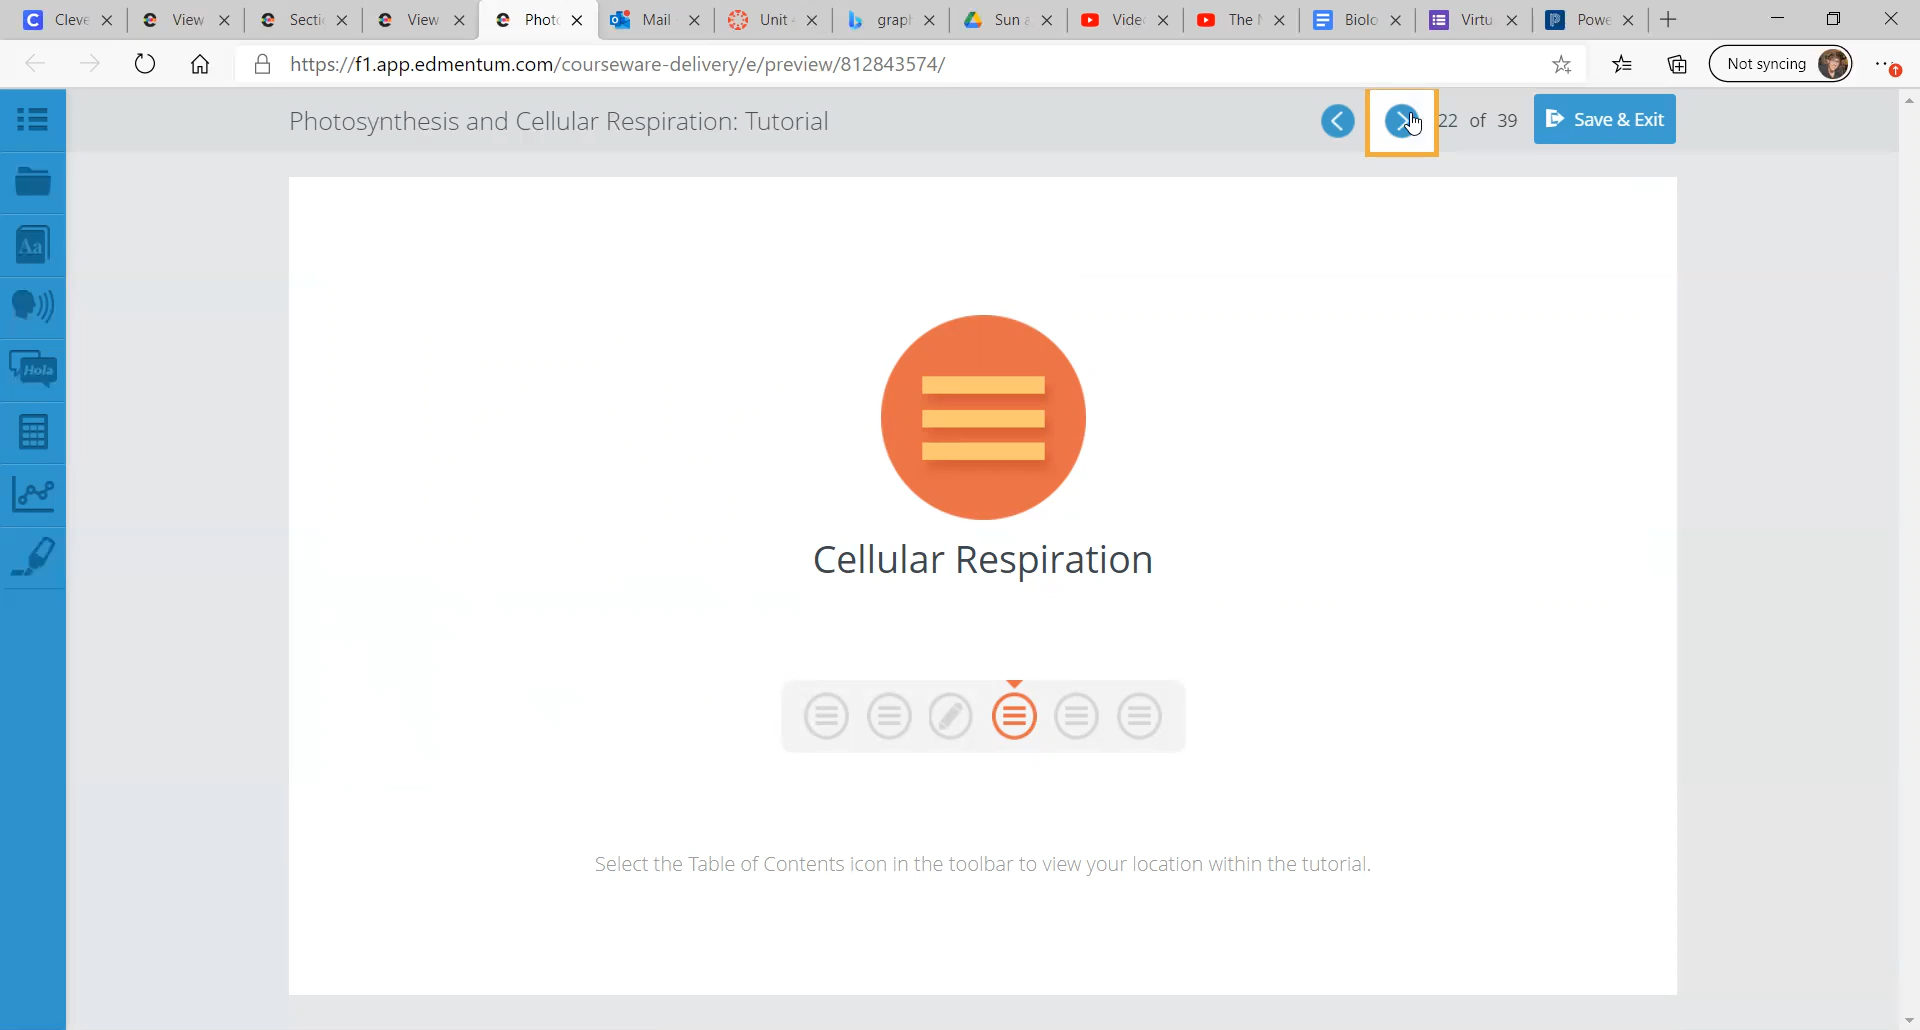 Cleve
View
Secti
View
Phot
Mail
Unit
grap
Sun a
Vide
The
Biolo
Virtu
Powe
https://f1.app.edmentum.com/courseware-delivery/e/preview/812843574/
Not syncing
Photosynthesis and Cellular Respiration: Tutorial
22 of 39
Save & Exit
Aa
Hola
Cellular Respiration
Select the Table of Contents icon in the toolbar to view your location within the tutorial.